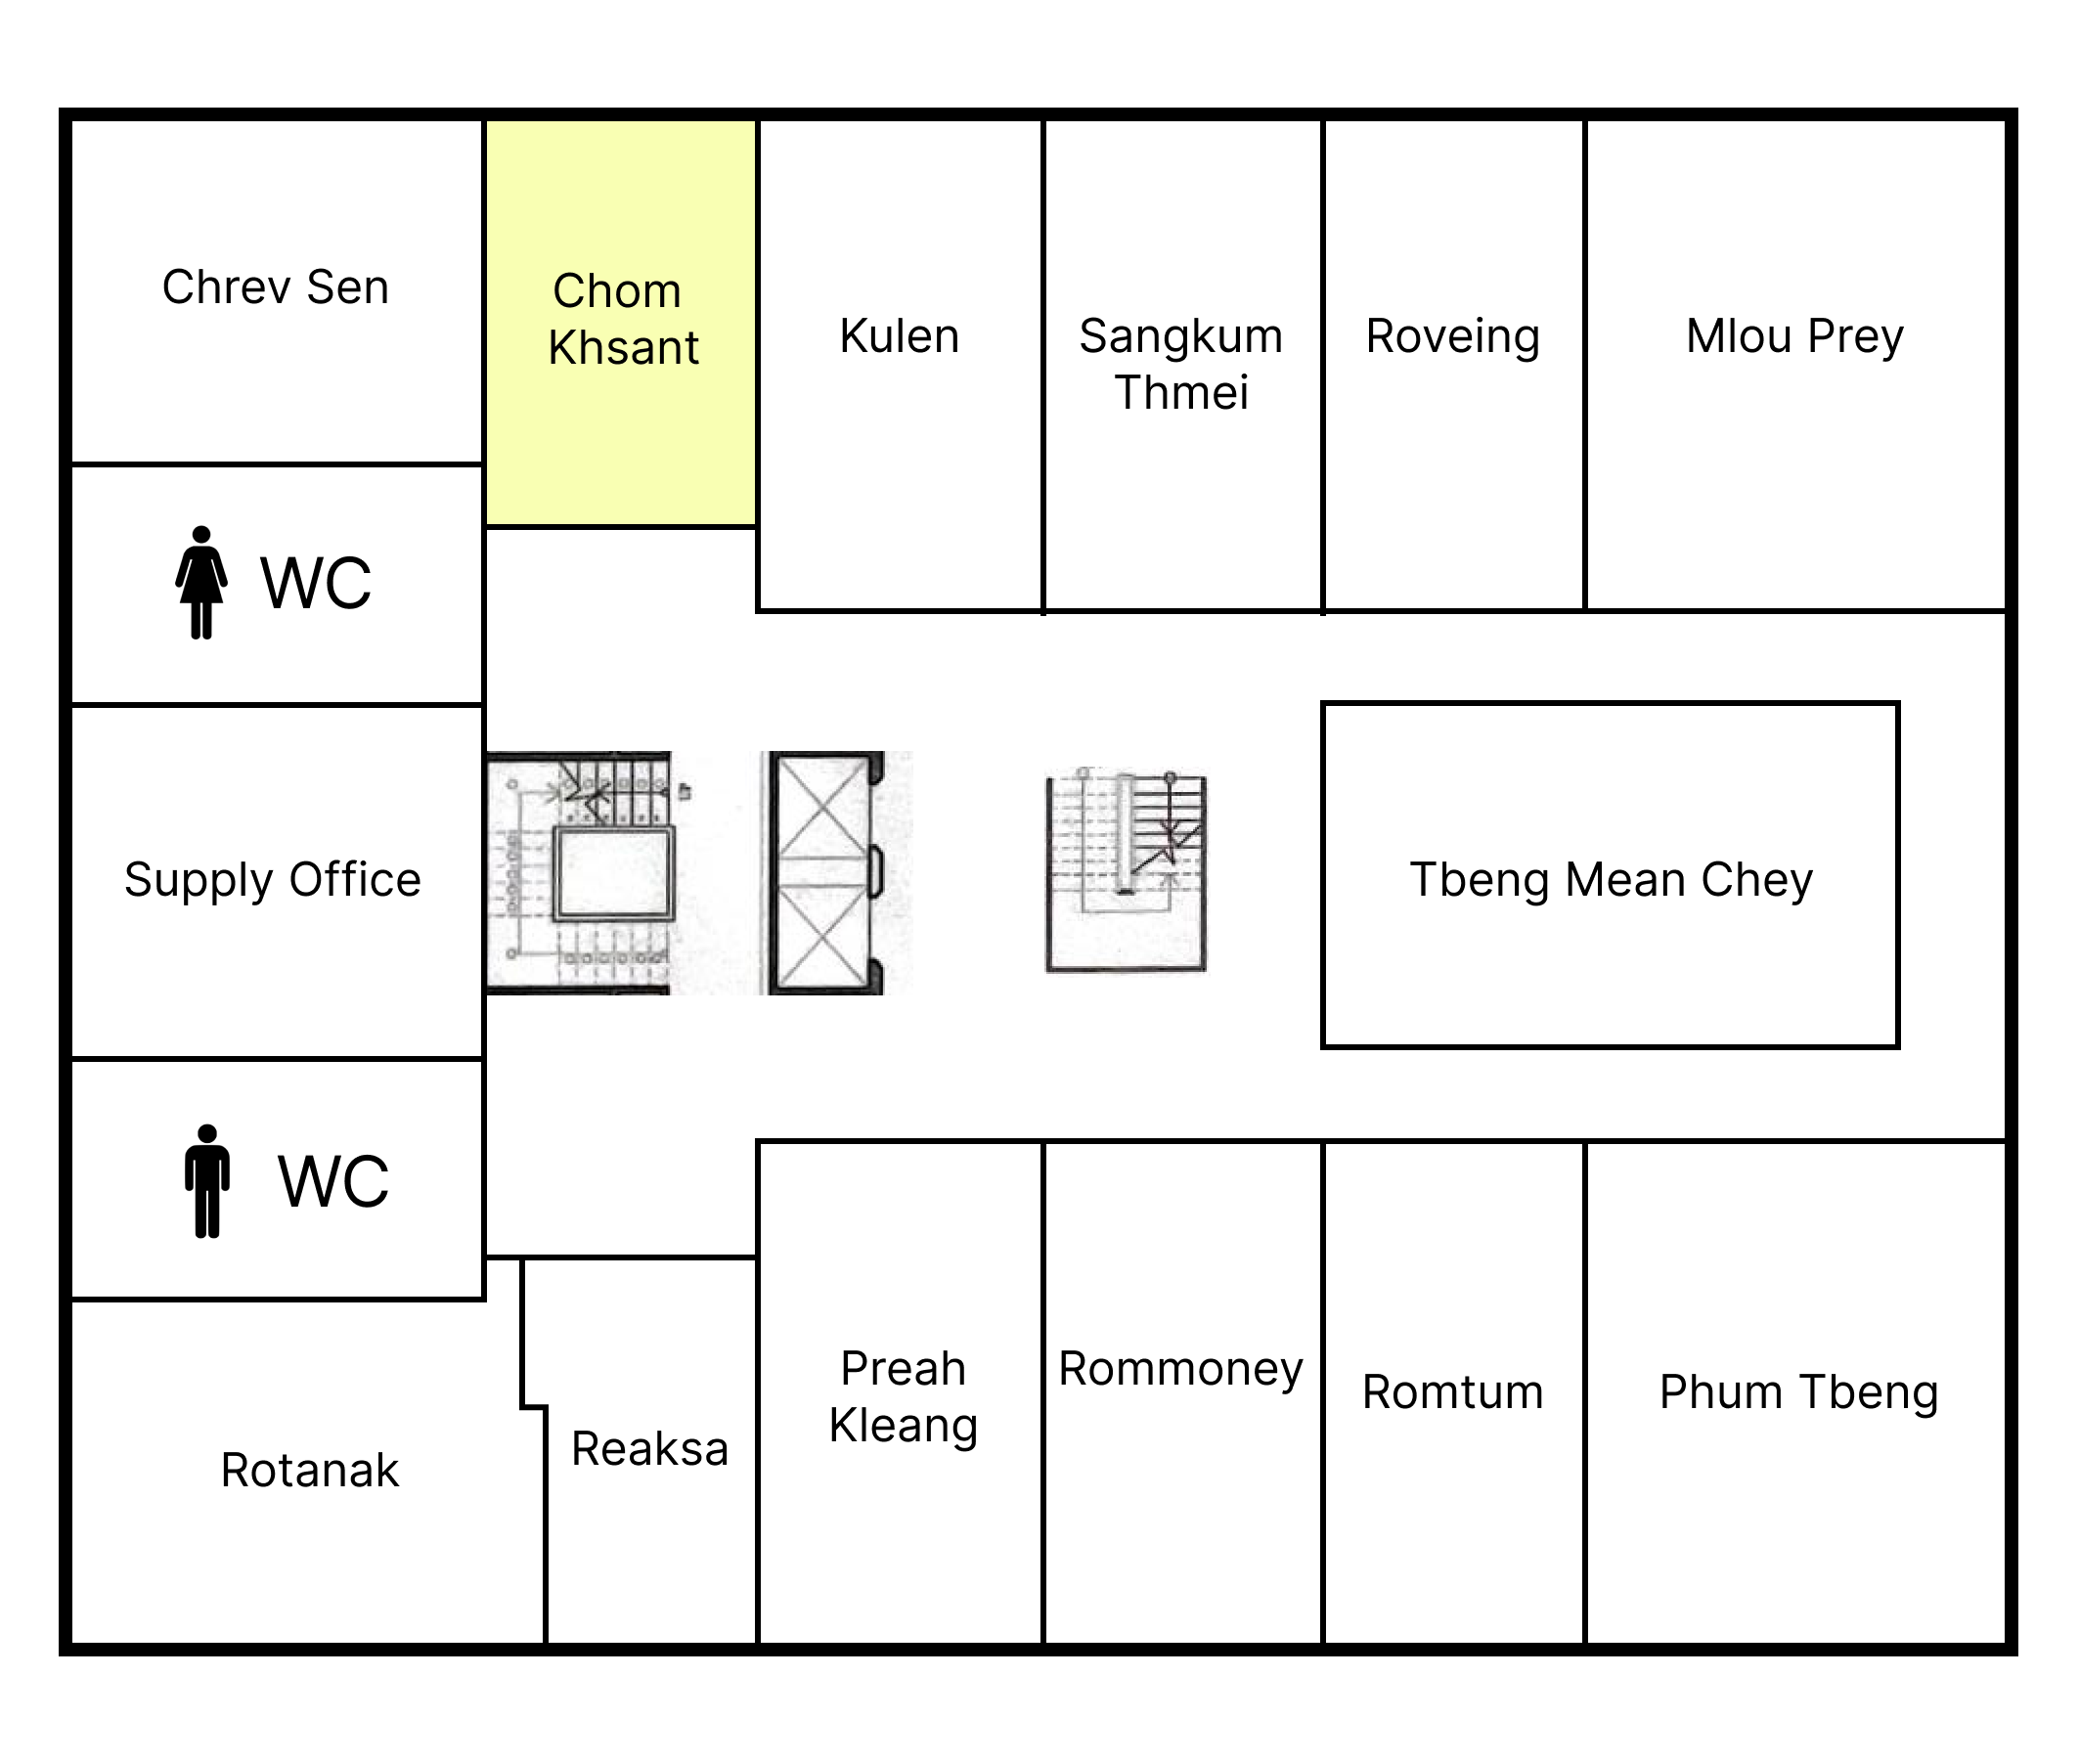 Chrev Sen
Chom
Khsant
Kulen
Sangkum
Thmei
Roveing
Mlou Prey
WC
Supply Office
Tbeng Mean Chey
WC
Rotanak
Reaksa
Preah
Kleang
Rommoney
Romtum
Phum Tbeng